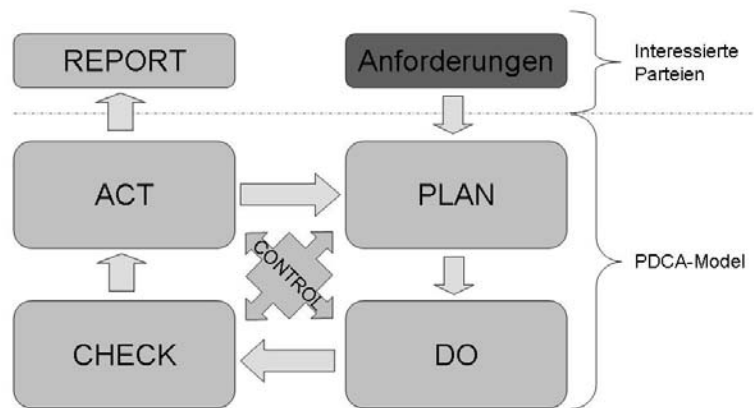 REPORT
Anforderungen
Interessierte
Parteien
ACT
PLAN
CONTROL
PDCA-Model
CHECK
DO